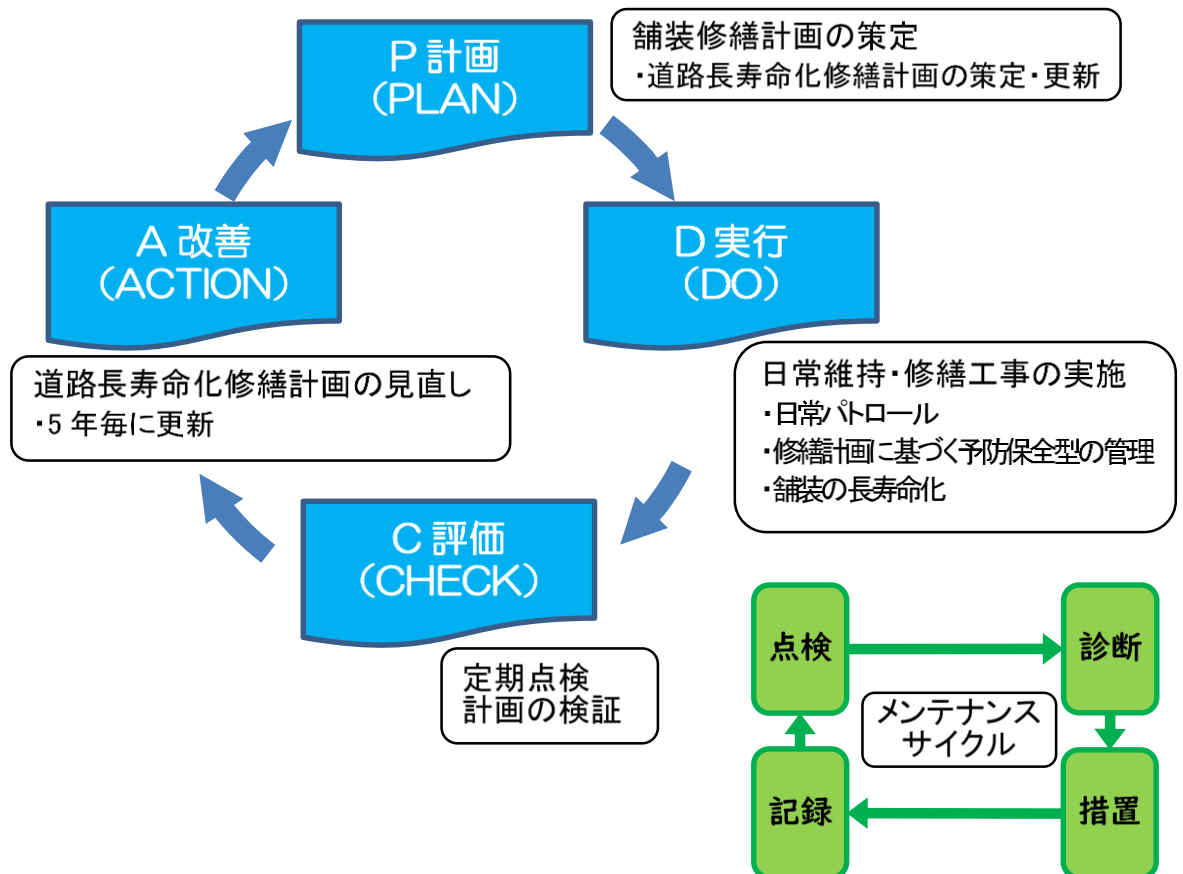 P 計画
(PLAN)
舗装修繕計画の策定
・道路長寿命化修繕計画の策定・更新
D 実行
(DO)
日常維持・修繕工事の実施
・日常パトロール
・修繕計画に基づく予防保全型の管理
・舗装の長寿命化
C 評価
(CHECK)
定期点検
計画の検証
A 改善
(ACTION)
道路長寿命化修繕計画の見直し
・5 年毎に更新
点検
診断
メンテナンス
サイクル
措置
記録